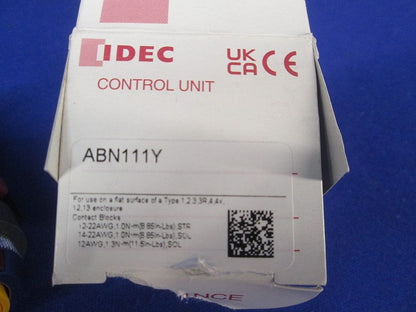 IDEC
UK
CA CE
CONTROL UNIT
ABN111Y
For use on a flat surface of a Type 1,2,3,3R,4,4x,
12,13 enclosure
Contact Blocks:
12-22AWG,1.0N·m(8.85In-Lbs),STR
14-22AWG,1.0N·m(8.85In-Lbs),SOL
12AWG,1.3N·m(11.5In-Lbs),SOL